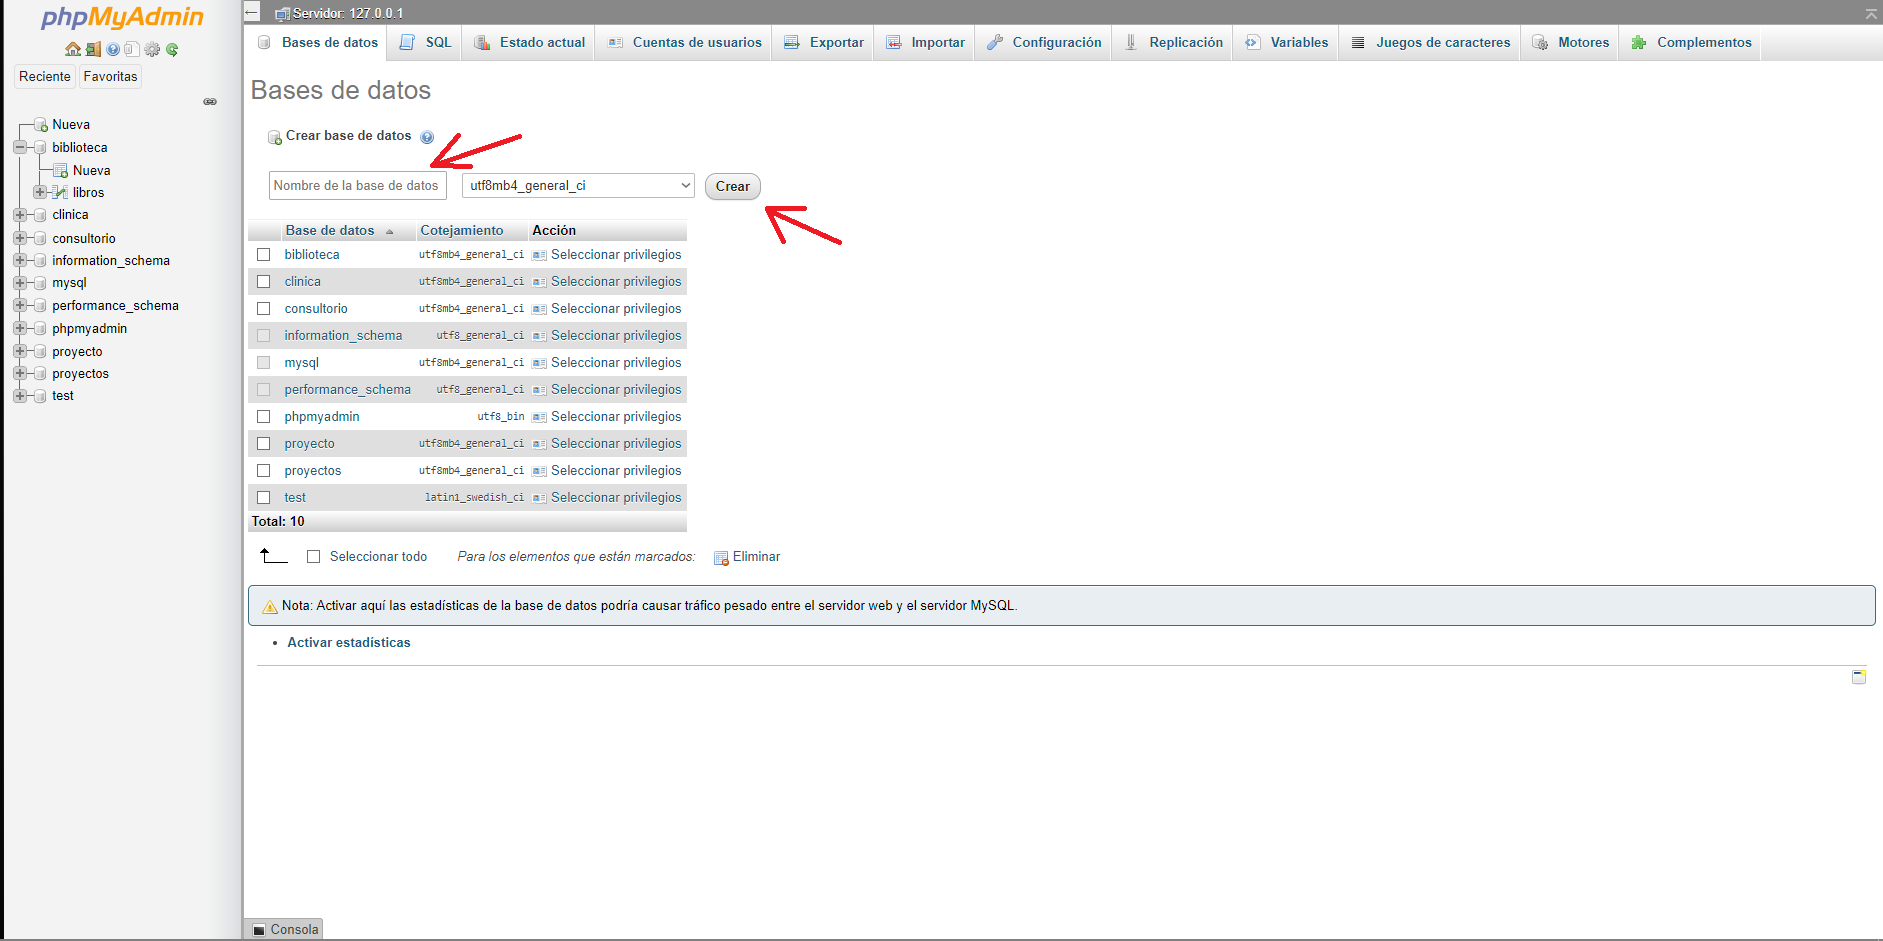 phpMyAdmin
Reciente Favoritas
Nueva
biblioteca
Nueva
libros
clinica
consultorio
information_schema
mysql
performance_schema
phpmyadmin
proyecto
proyectos
test
Servidor: 127.0.0.1
Bases de datos SQL Estado actual Cuentas de usuarios Exportar Importar Configuración Replicación Variables Juegos de caracteres Motores Complementos
Bases de datos
Crear base de datos
Nombre de la base de datos utf8mb4_general_ci Crear
Base de datos Cotejamiento Acción
biblioteca utf8mb4_general_ci Seleccionar privilegios
clinica utf8mb4_general_ci Seleccionar privilegios
consultorio utf8mb4_general_ci Seleccionar privilegios
information_schema utf8_general_ci Seleccionar privilegios
mysql utf8mb4_general_ci Seleccionar privilegios
performance_schema utf8_general_ci Seleccionar privilegios
phpmyadmin utf8_bin Seleccionar privilegios
proyecto utf8mb4_general_ci Seleccionar privilegios
proyectos utf8mb4_general_ci Seleccionar privilegios
test latin1_swedish_ci Seleccionar privilegios
Total: 10
Seleccionar todo Para los elementos que están marcados: Eliminar
Nota: Activar aquí las estadísticas de la base de datos podría causar tráfico pesado entre el servidor web y el servidor MySQL.
• Activar estadísticas
Consola